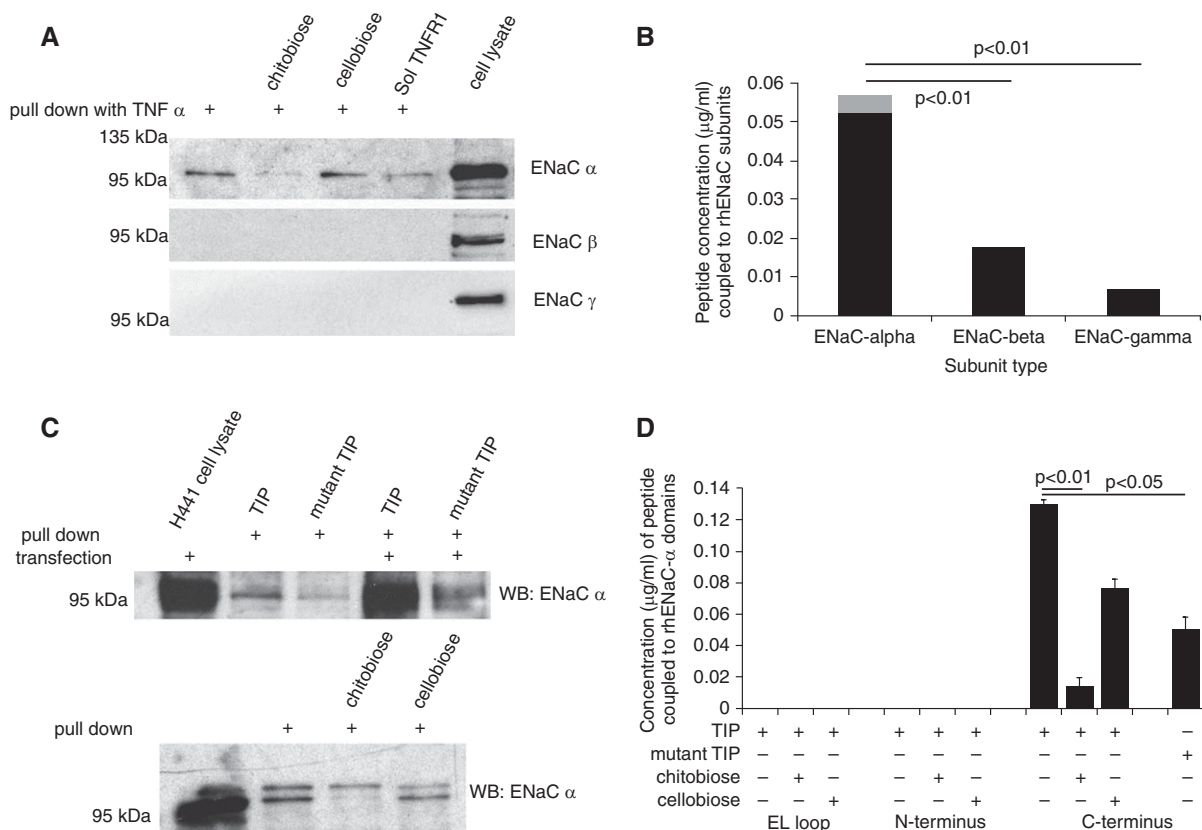 A
chitobiose
cellobiose
Sol TNFR1
cell lysate
pull down with TNF α + + + +
135 kDa
95 kDa
ENaC α
95 kDa
ENaC β
95 kDa
ENaC γ
B
p<0.01
p<0.01
Peptide concentration (μg/ml)
coupled to rhENaC subunits
0.06
0.05
0.04
0.03
0.02
0.01
0
ENaC-alpha ENaC-beta ENaC-gamma
Subunit type
C
H441 cell lysate
TIP
mutant TIP
TIP
mutant TIP
pull down + + + +
transfection + + +
95 kDa
WB: ENaC α
chitobiose
cellobiose
pull down + + +
95 kDa
WB: ENaC α
D
p<0.01
p<0.05
Concentration (μg/ml) of peptide
coupled to rhENaC-α domains
0.14
0.12
0.10
0.08
0.06
0.04
0.02
0
TIP + + + + + + + + + –
mutant TIP – – – – – – – – – +
chitobiose – + – – + – – + – –
cellobiose – – + – – + – – + –
EL loop N-terminus C-terminus